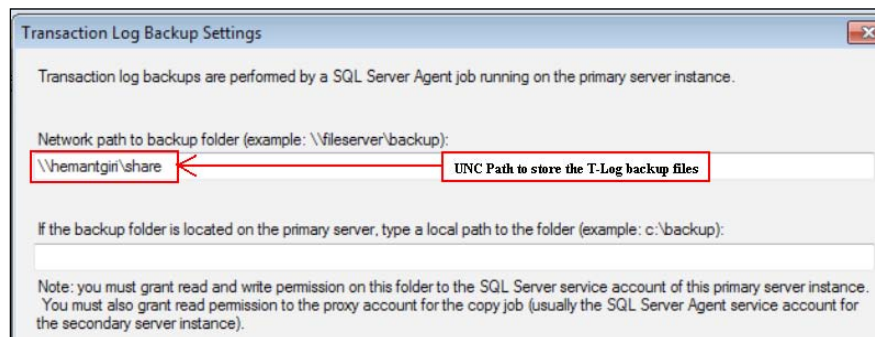 Transaction Log Backup Settings
Transaction log backups are performed by a SQL Server Agent job running on the primary server instance.
Network path to backup folder (example: \\fileserver\backup):
\\hemantgiri\share
UNC Path to store the T-Log backup files
If the backup folder is located on the primary server, type a local path to the folder (example: c:\backup):
Note: you must grant read and write permission on this folder to the SQL Server service account of this primary server instance.
You must also grant read permission to the proxy account for the copy job (usually the SQL Server Agent service account for
the secondary server instance).